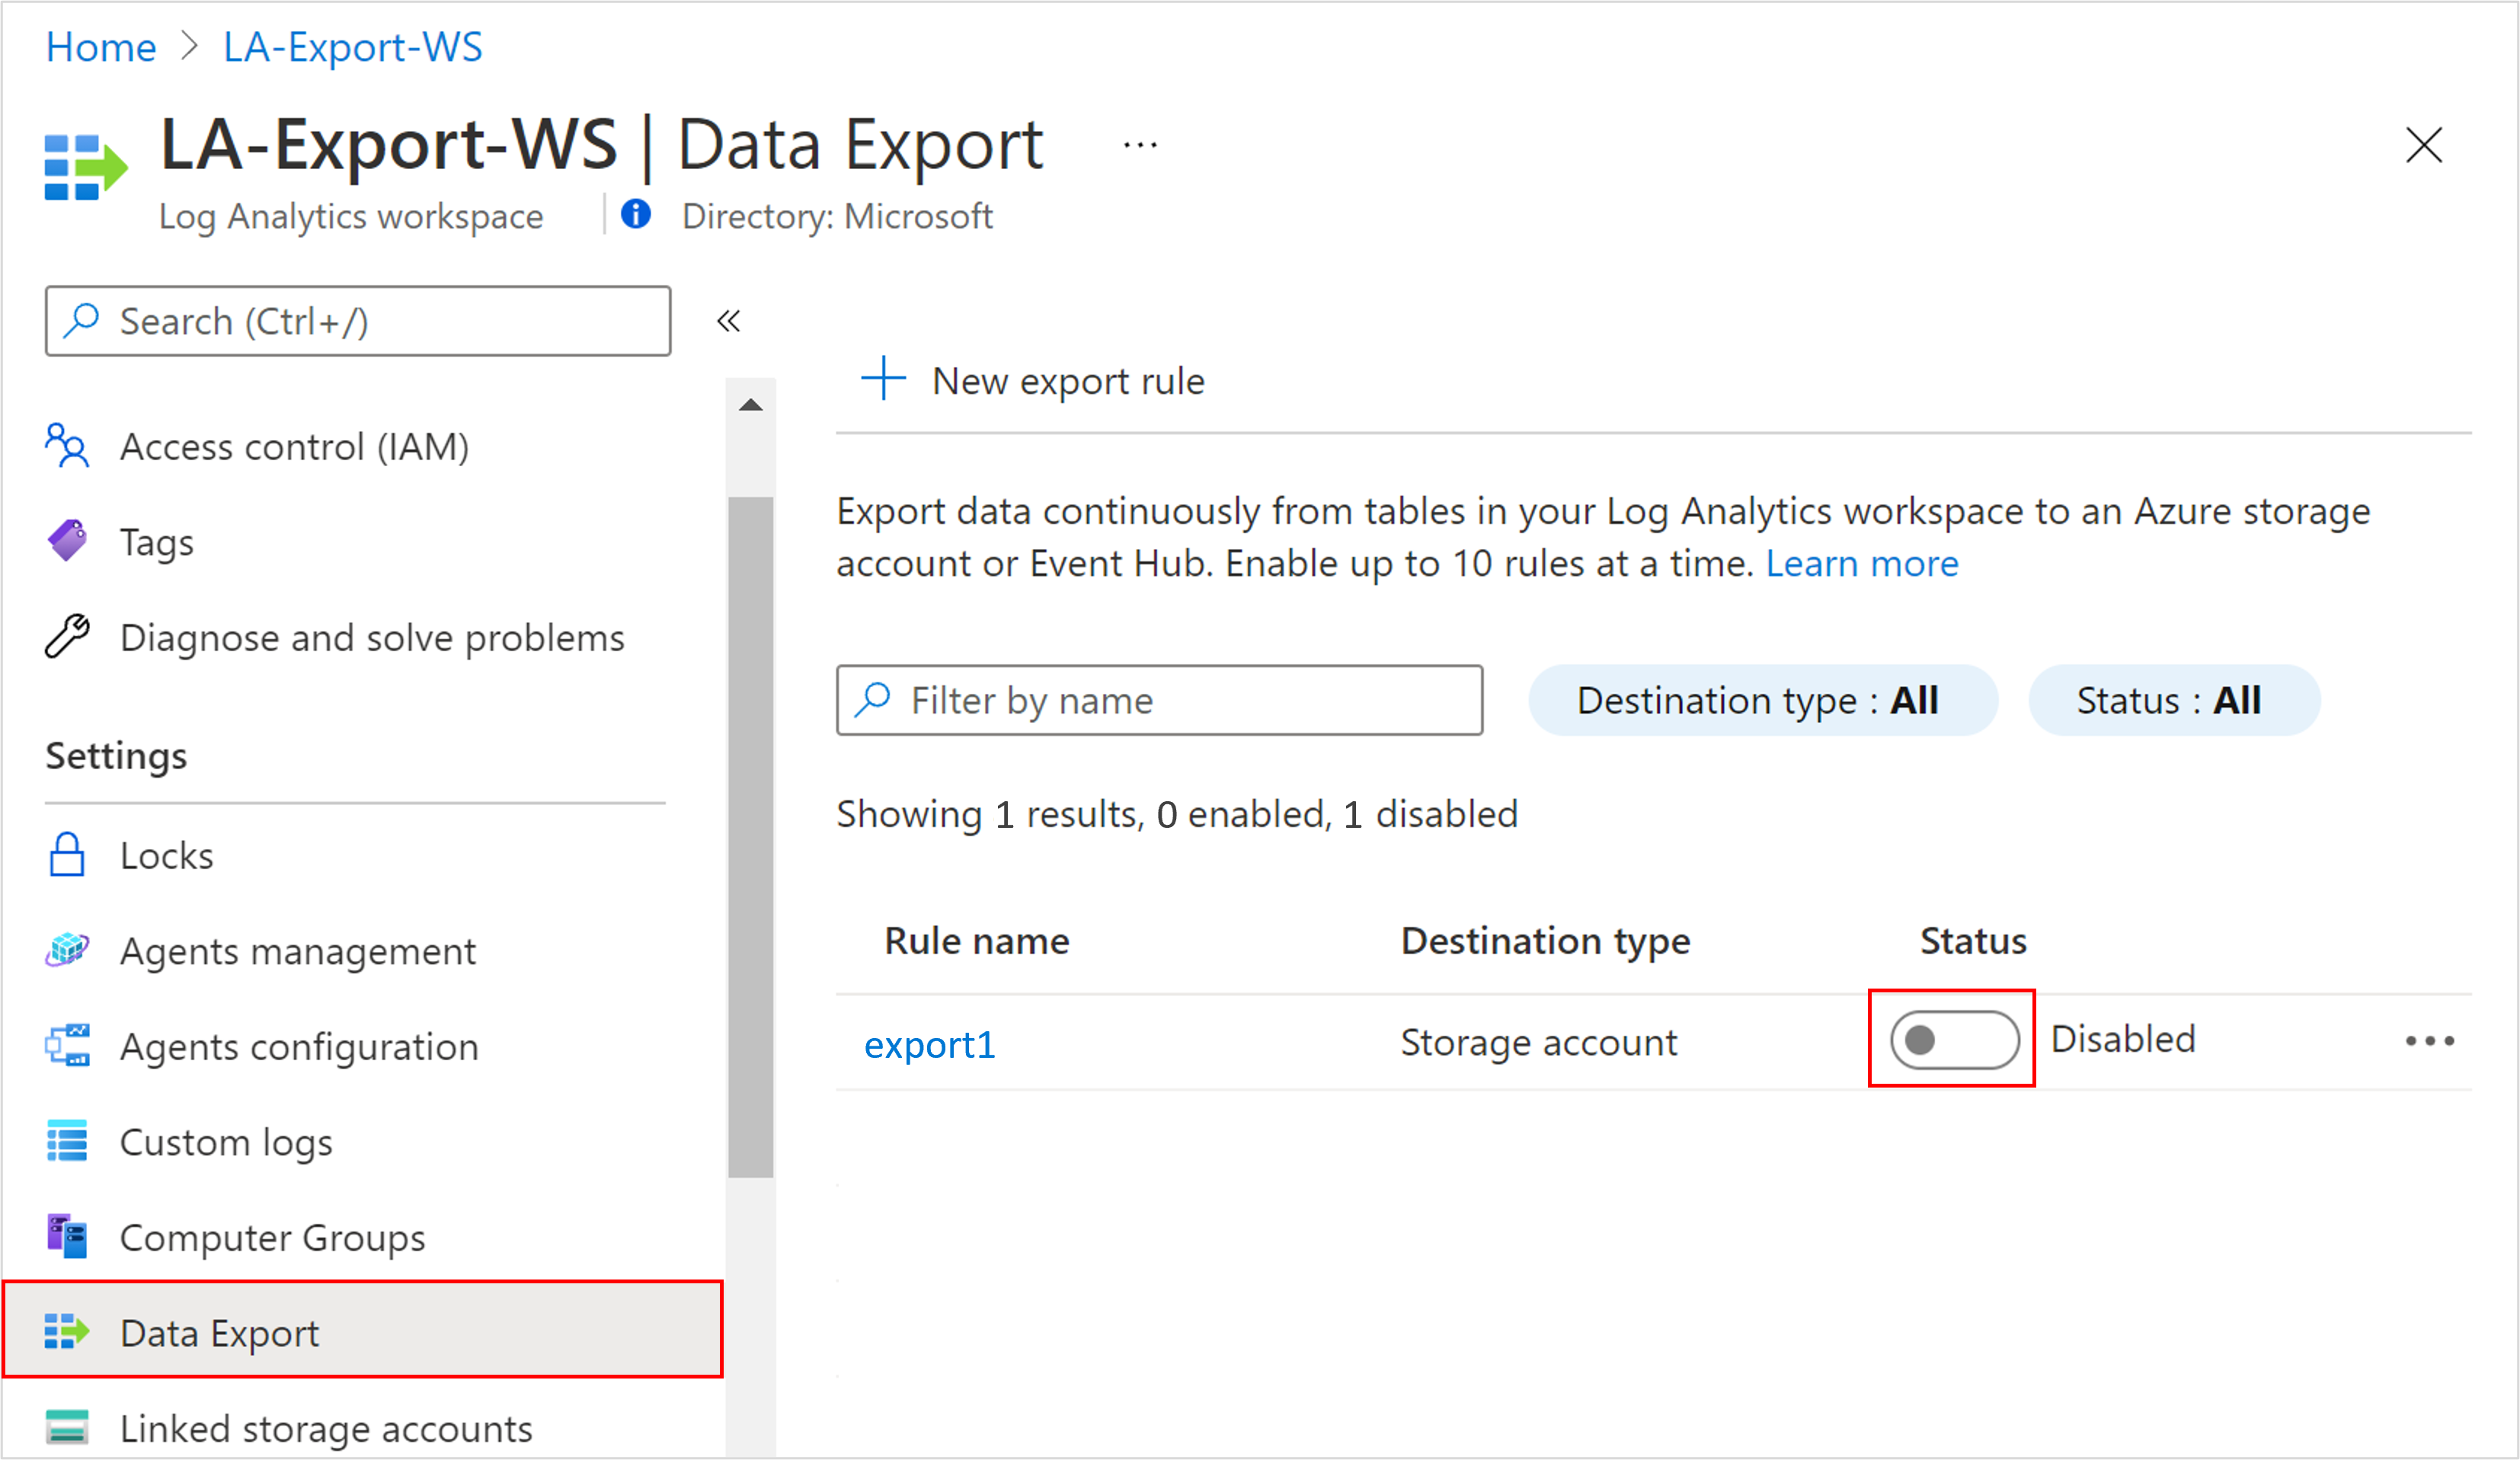 Home > LA-Export-WS
LA-Export-WS | Data Export ...
Log Analytics workspace | Directory: Microsoft
Search (Ctrl+/)
«
Access control (IAM)
Tags
Diagnose and solve problems
Settings
Locks
Agents management
Agents configuration
Custom logs
Computer Groups
Data Export
Linked storage accounts
+ New export rule
Export data continuously from tables in your Log Analytics workspace to an Azure storage
account or Event Hub. Enable up to 10 rules at a time. Learn more
Filter by name
Destination type : All
Status : All
Showing 1 results, 0 enabled, 1 disabled
Rule name Destination type Status
export1 Storage account Disabled